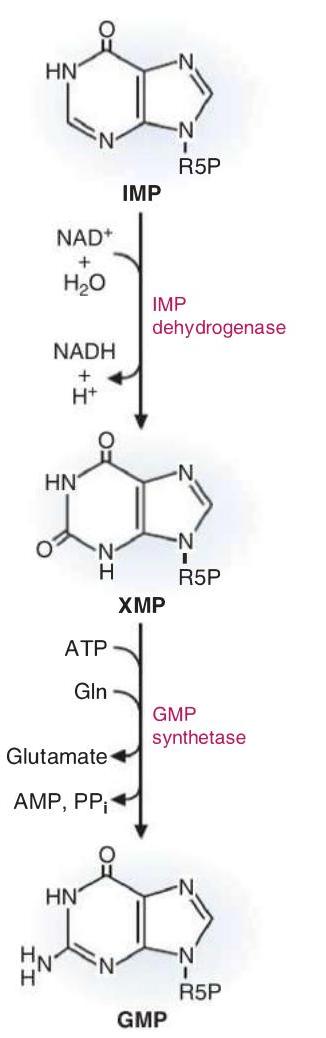 O
HN
N
N
N
R5P
IMP
NAD⁺
+
H₂O
IMP
dehydrogenase
NADH
+
H⁺
O
HN
N
O
N
H
N
R5P
XMP
ATP
Gln
GMP
synthetase
Glutamate
AMP, PPᵢ
O
HN
N
H
N
H
N
N
R5P
GMP